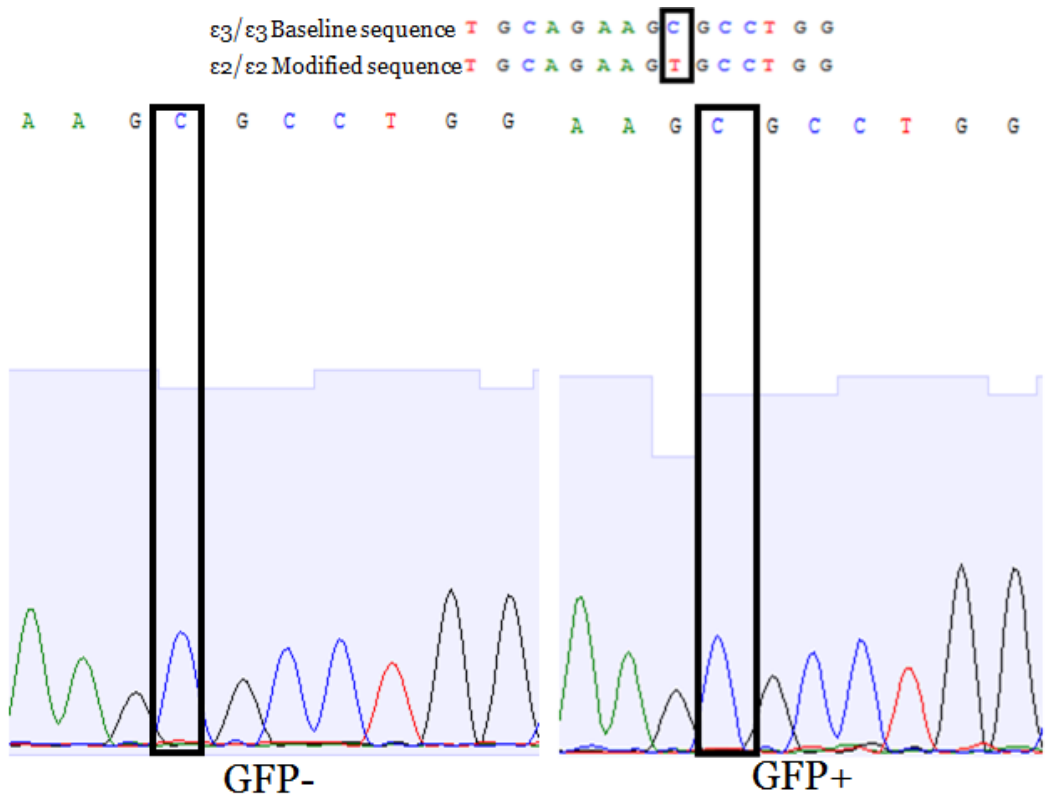 ε3/ε3 Baseline sequence T G C A G A A G C G C C T G G
ε2/ε2 Modified sequence T G C A G A A G T G C C T G G
A A G C G C C T G G
A A G C G C C T G G
GFP-
GFP+